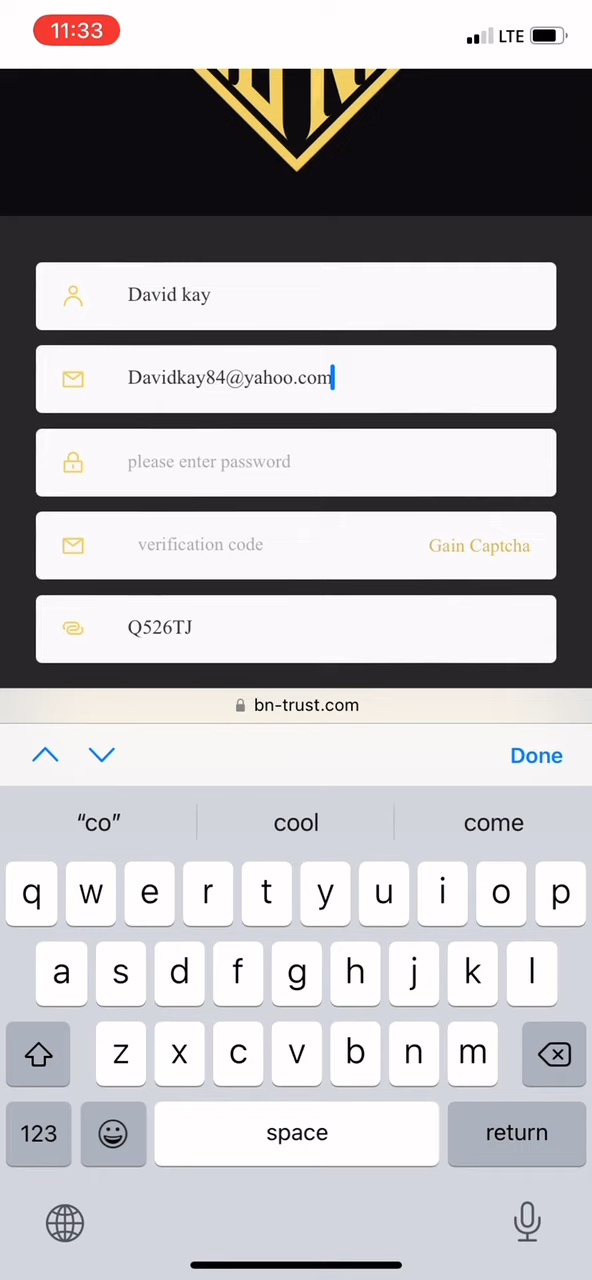 11:33
LTE
David kay
Davidkay84@yahoo.com
please enter password
verification code
Gain Captcha
Q526TJ
bn-trust.com
Done
“co”
cool
come
q w e r t y u i o p
a s d f g h j k l
z x c v b n m
123
space
return